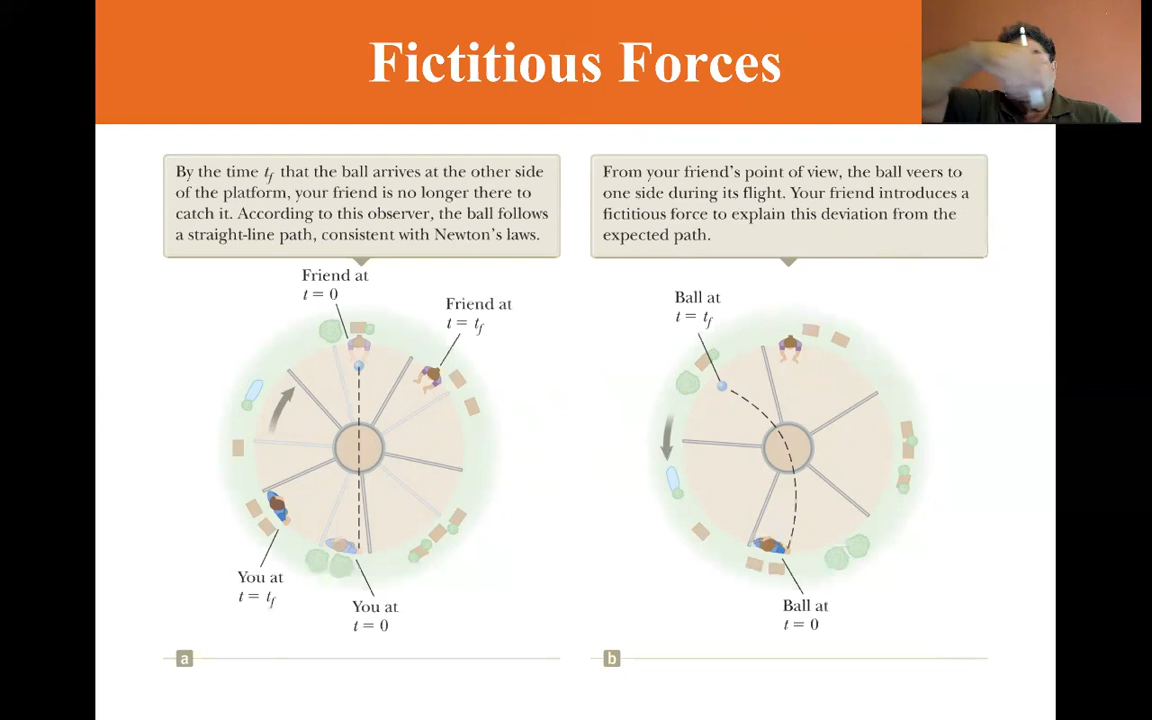 Fictitious Forces
By the time tf that the ball arrives at the other side
of the platform, your friend is no longer there to
catch it. According to this observer, the ball follows
a straight-line path, consistent with Newton's laws.
From your friend's point of view, the ball veers to
one side during its flight. Your friend introduces a
fictitious force to explain this deviation from the
expected path.
Friend at
t = 0
Friend at
t = tf
You at
t = tf
You at
t = 0
a
Ball at
t = tf
Ball at
t = 0
b